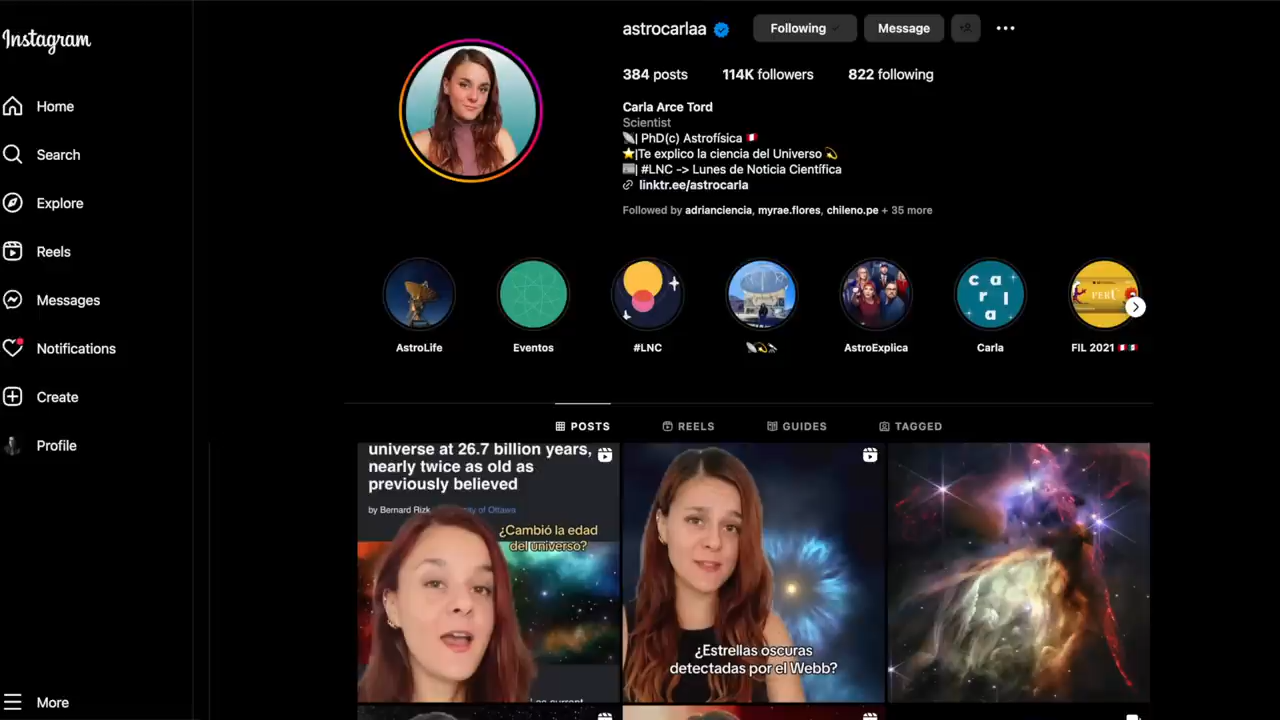 Instagram
Home
Search
Explore
Reels
Messages
Notifications
Create
Profile
More
astrocarlaa
Following
Message
384 posts
114K followers
822 following
Carla Arce Tord
Scientist
| PhD(c) Astrofísica
|Te explico la ciencia del Universo
| #LNC -> Lunes de Noticia Científica
linktr.ee/astrocarla
Followed by adrianciencia, myrae.flores, chileno.pe + 35 more
carla
PERÚ
AstroLife
Eventos
#LNC
AstroExplica
Carla
FIL 2021
POSTS
REELS
GUIDES
TAGGED
universe at 26.7 billion years,
nearly twice as old as
previously believed
by Bernard Rizk
y of Ottawa
¿Cambió la edad
del universo?
¿Estrellas oscuras
detectadas por el Webb?